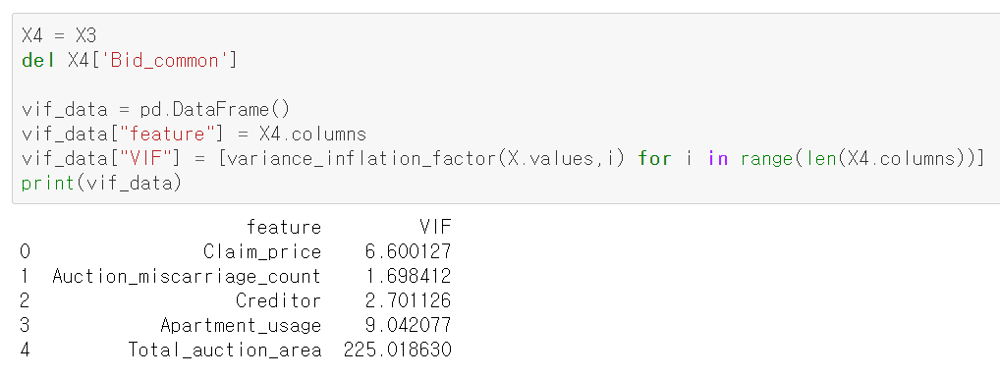 X4 = X3
del X4['Bid_common']
vif_data = pd.DataFrame()
vif_data["feature"] = X4.columns
vif_data["VIF"] = [variance_inflation_factor(X.values,i) for i in range(len(X4.columns))]
print(vif_data)
feature VIF
0 Claim_price 6.600127
1 Auction_miscarriage_count 1.698412
2 Creditor 2.701126
3 Apartment_usage 9.042077
4 Total_auction_area 225.018630